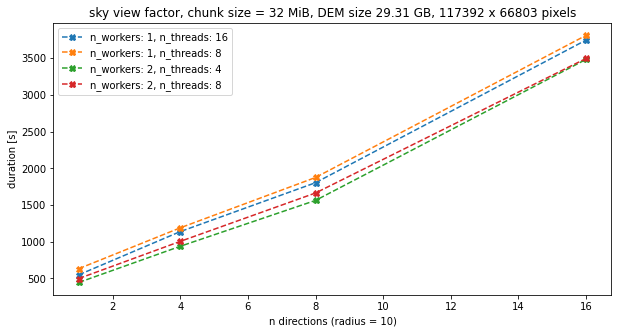 sky view factor, chunk size = 32 MiB, DEM size 29.31 GB, 117392 x 66803 pixels
n_workers: 1, n_threads: 16
n_workers: 1, n_threads: 8
n_workers: 2, n_threads: 4
n_workers: 2, n_threads: 8
duration [s]
3500
3000
2500
2000
1500
1000
500
2 4 6 8 10 12 14 16
n directions (radius = 10)